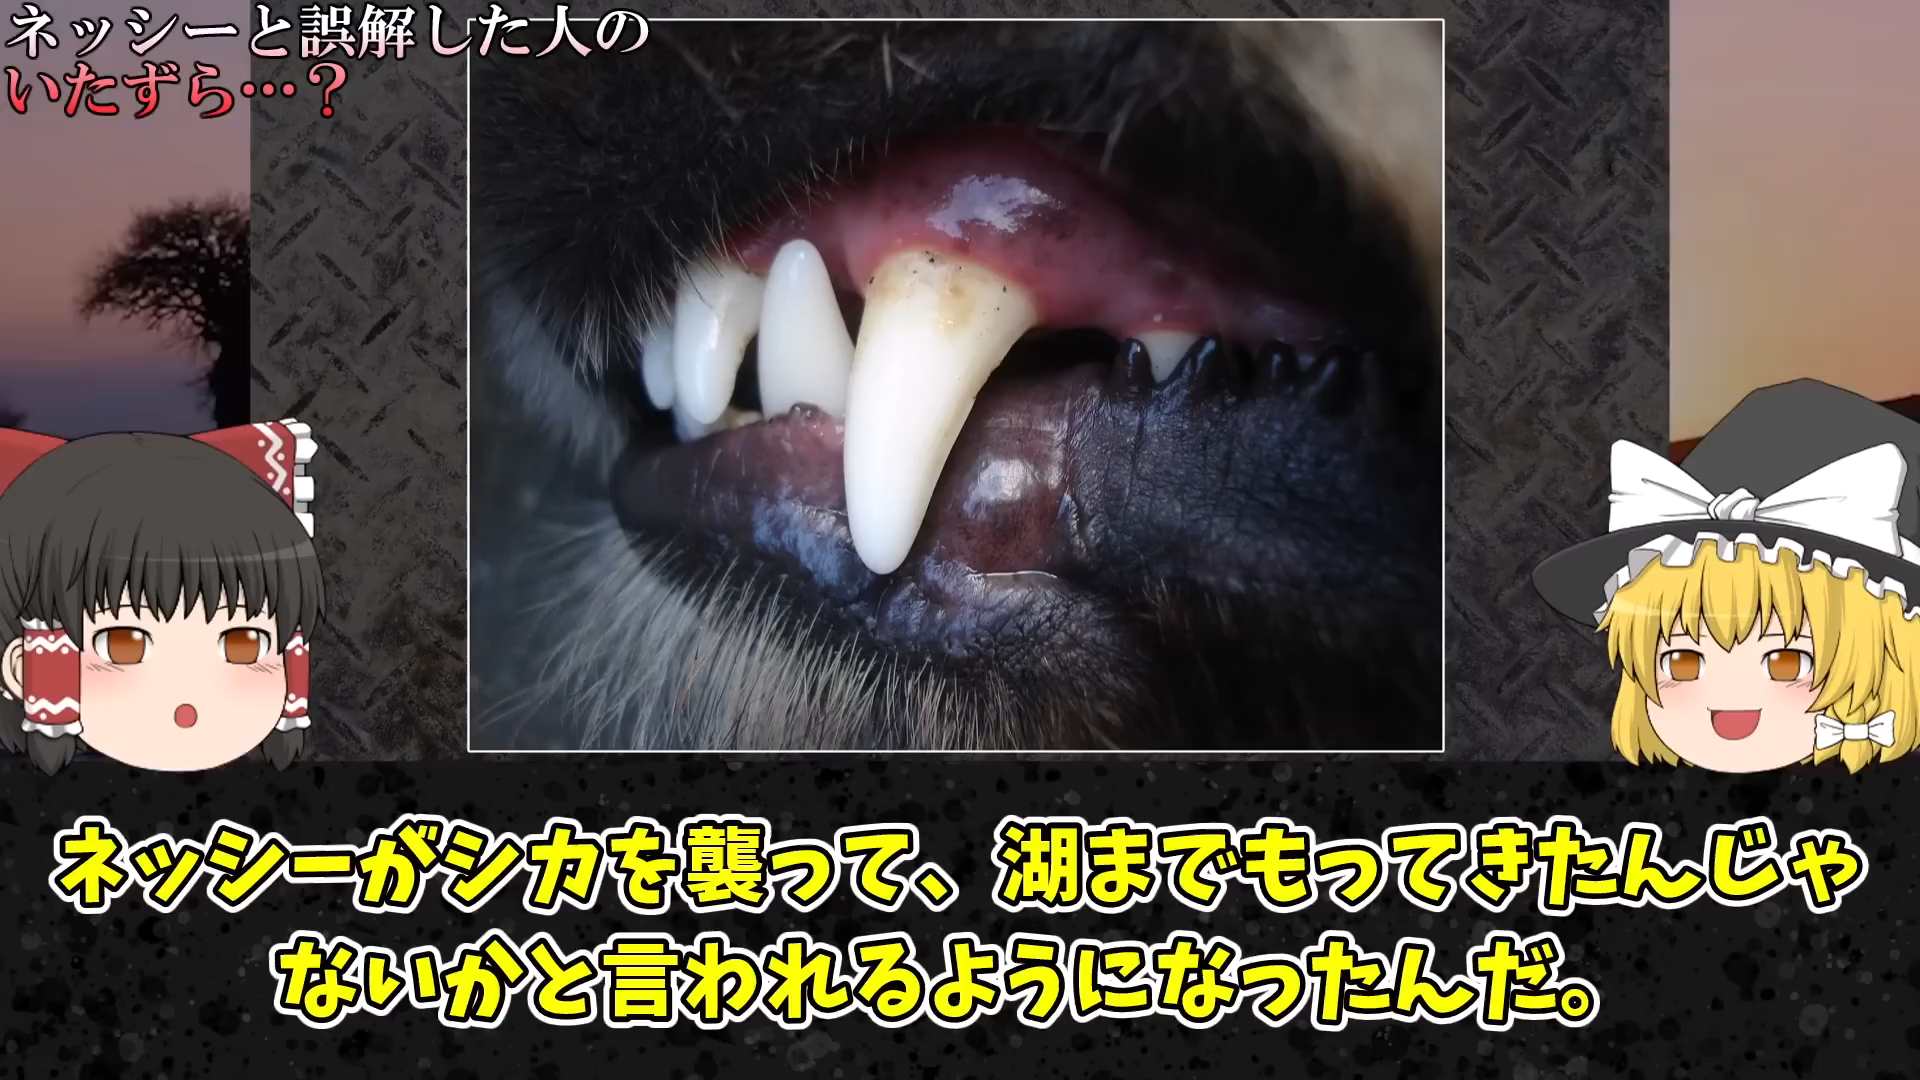 ネッシーと誤解した人の
いたずら…？
ネッシーがシカを襲って、湖までもってきたんじゃ
ないかと言われるようになったんだ。